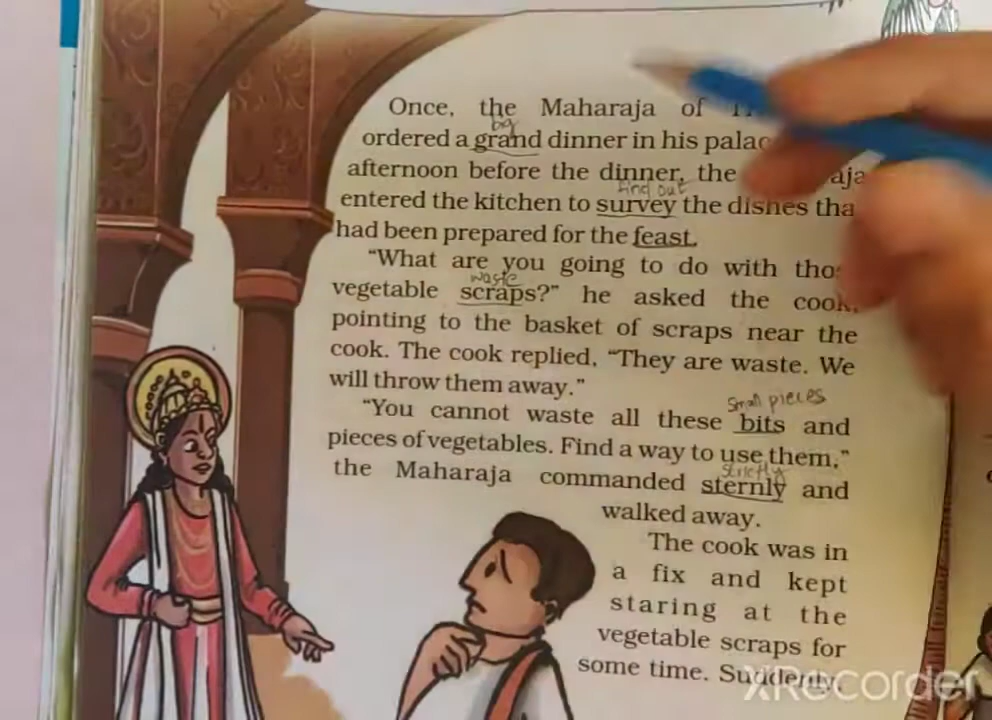 Once, the Maharaja of
big
ordered a grand dinner in his
afternoon before the dinner, the
find out
entered the kitchen to survey the dishes
had been prepared for the feast.
"What are you going to do with
waste
vegetable scraps?" he asked the cook,
pointing to the basket of scraps near the
cook. The cook replied, "They are waste. We
will throw them away."
small pieces
"You cannot waste all these bits and
pieces of vegetables. Find a way to use them,"
strictly
the Maharaja commanded sternly and
walked away.
The cook was in
a fix and kept
staring at the
vegetable scraps for
some time. Suddenly,
XRecorder